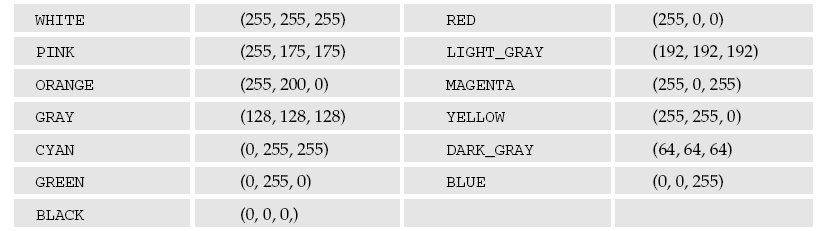 WHITE (255, 255, 255) RED (255, 0, 0)
PINK (255, 175, 175) LIGHT_GRAY (192, 192, 192)
ORANGE (255, 200, 0) MAGENTA (255, 0, 255)
GRAY (128, 128, 128) YELLOW (255, 255, 0)
CYAN (0, 255, 255) DARK_GRAY (64, 64, 64)
GREEN (0, 255, 0) BLUE (0, 0, 255)
BLACK (0, 0, 0,)